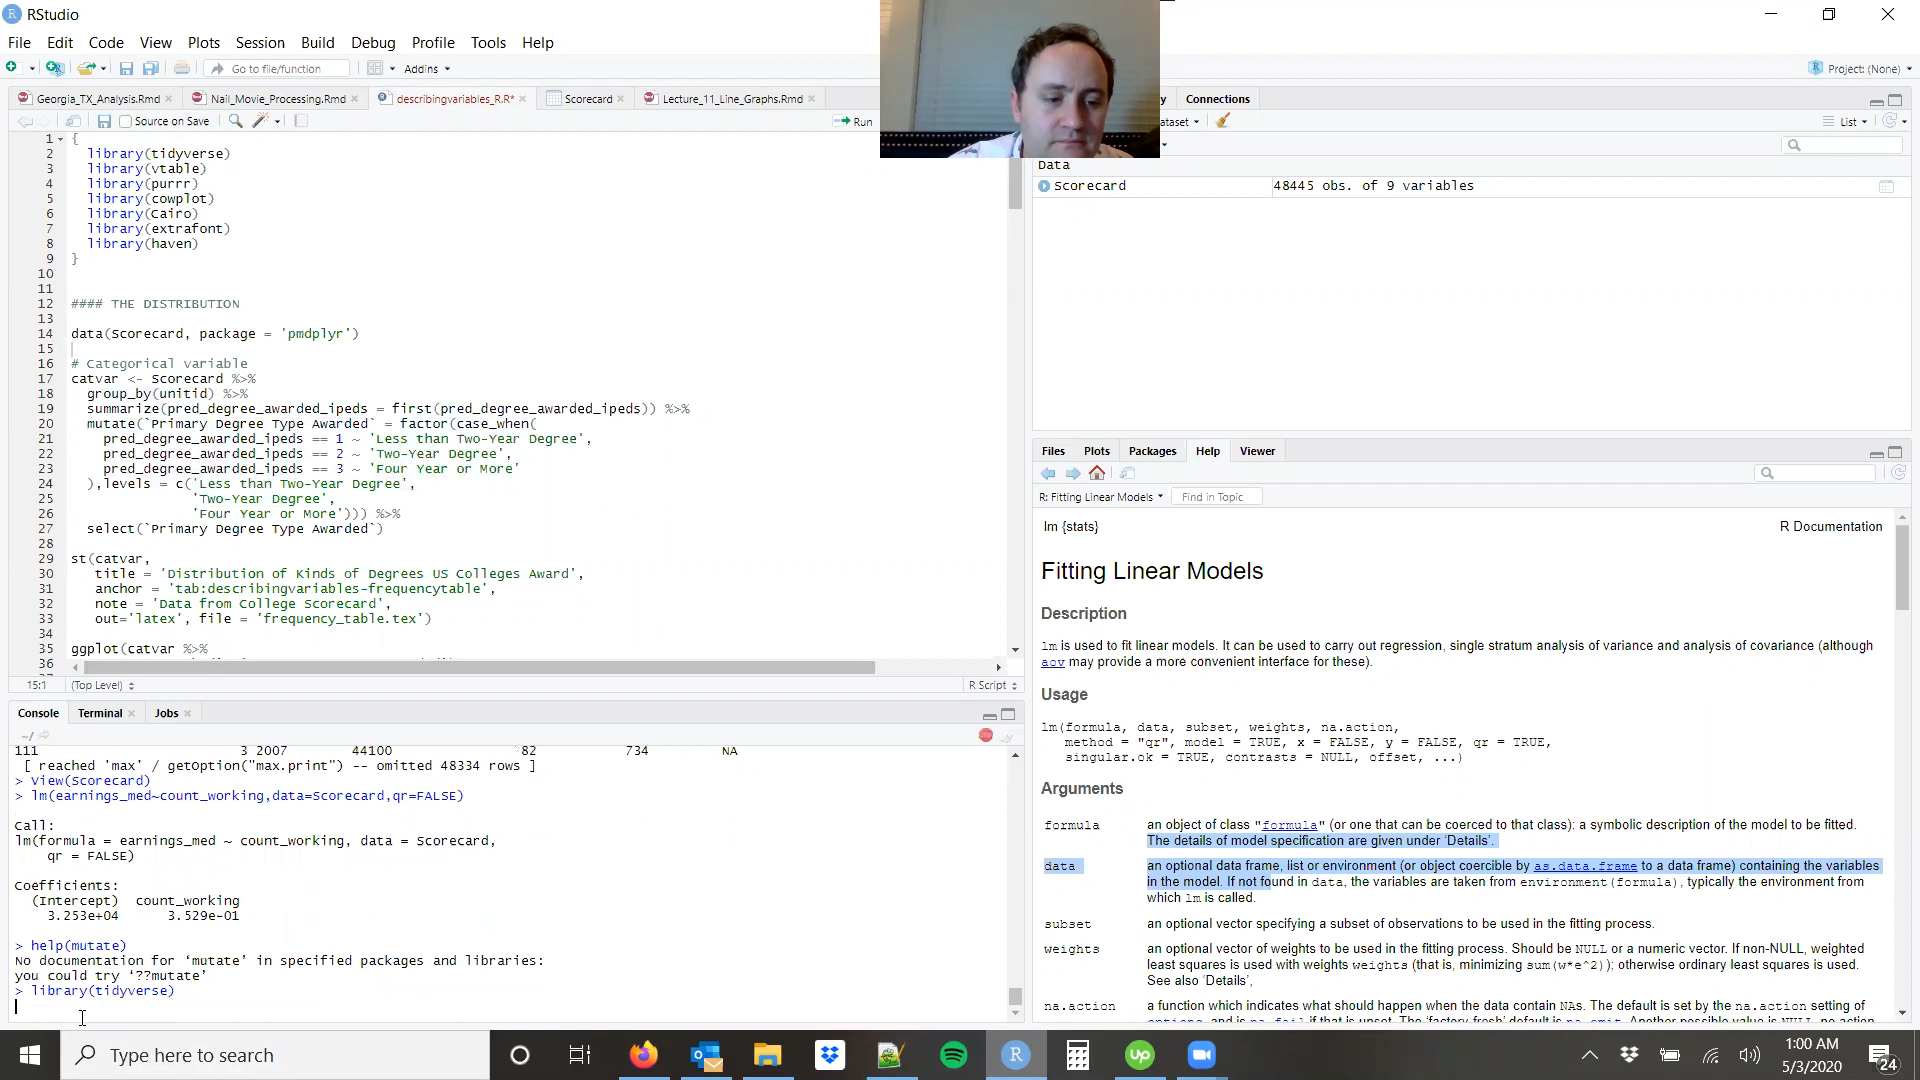 RStudio
File Edit Code View Plots Session Build Debug Profile Tools Help
Go to file/function Addins Project: (None)
Georgia_TX_Analysis.Rmd Nail_Movie_Processing.Rmd describingvariables_R.R* Scorecard Lecture_11_Line_Graphs.Rmd
Source on Save Run
1 {
2 library(tidyverse)
3 library(vtable)
4 library(purrr)
5 library(cowplot)
6 library(Cairo)
7 library(extrafont)
8 library(haven)
9 }
10
11
12 #### THE DISTRIBUTION
13
14 data(Scorecard, package = 'pmdplyr')
15
16 # Categorical variable
17 catvar <- Scorecard %>%
18 group_by(unitid) %>%
19 summarize(pred_degree_awarded_ipeds = first(pred_degree_awarded_ipeds)) %>%
20 mutate(`Primary Degree Type Awarded` = factor(case_when(
21 pred_degree_awarded_ipeds == 1 ~ 'Less than Two-Year Degree',
22 pred_degree_awarded_ipeds == 2 ~ 'Two-Year Degree',
23 pred_degree_awarded_ipeds == 3 ~ 'Four Year or More'
24 ),levels = c('Less than Two-Year Degree',
25 'Two-Year Degree',
26 'Four Year or More'))) %>%
27 select(`Primary Degree Type Awarded`)
28
29 st(catvar,
30 title = 'Distribution of Kinds of Degrees US Colleges Award',
31 anchor = 'tab:describingvariables-frequencytable',
32 note = 'Data from College Scorecard',
33 out='latex', file = 'frequency_table.tex')
34
35 ggplot(catvar %>%
36
15:1 (Top Level) R Script
Console Terminal Jobs
~/
111 3 2007 44100 82 734 NA
[ reached 'max' / getOption("max.print") -- omitted 48334 rows ]
> View(Scorecard)
> lm(earnings_med~count_working,data=Scorecard,qr=FALSE)
Call:
lm(formula = earnings_med ~ count_working, data = Scorecard,
qr = FALSE)
Coefficients:
(Intercept) count_working
3.253e+04 3.529e-01
> help(mutate)
No documentation for ‘mutate’ in specified packages and libraries:
you could try ‘??mutate’
> library(tidyverse)
Connections
List
Data
Scorecard 48445 obs. of 9 variables
Files Plots Packages Help Viewer
R: Fitting Linear Models Find in Topic
lm {stats} R Documentation
Fitting Linear Models
Description
lm is used to fit linear models. It can be used to carry out regression, single stratum analysis of variance and analysis of covariance (although
aov may provide a more convenient interface for these).
Usage
lm(formula, data, subset, weights, na.action,
method = "qr", model = TRUE, x = FALSE, y = FALSE, qr = TRUE,
singular.ok = TRUE, contrasts = NULL, offset, ...)
Arguments
formula an object of class "formula" (or one that can be coerced to that class): a symbolic description of the model to be fitted.
The details of model specification are given under ‘Details’.
data an optional data frame, list or environment (or object coercible by as.data.frame to a data frame) containing the variables
in the model. If not found in data, the variables are taken from environment(formula), typically the environment from
which lm is called.
subset an optional vector specifying a subset of observations to be used in the fitting process.
weights an optional vector of weights to be used in the fitting process. Should be NULL or a numeric vector. If non-NULL, weighted
least squares is used with weights weights (that is, minimizing sum(w*e^2)); otherwise ordinary least squares is used.
See also ‘Details’,
na.action a function which indicates what should happen when the data contain NAs. The default is set by the na.action setting of
Type here to search
1:00 AM
5/3/2020
24